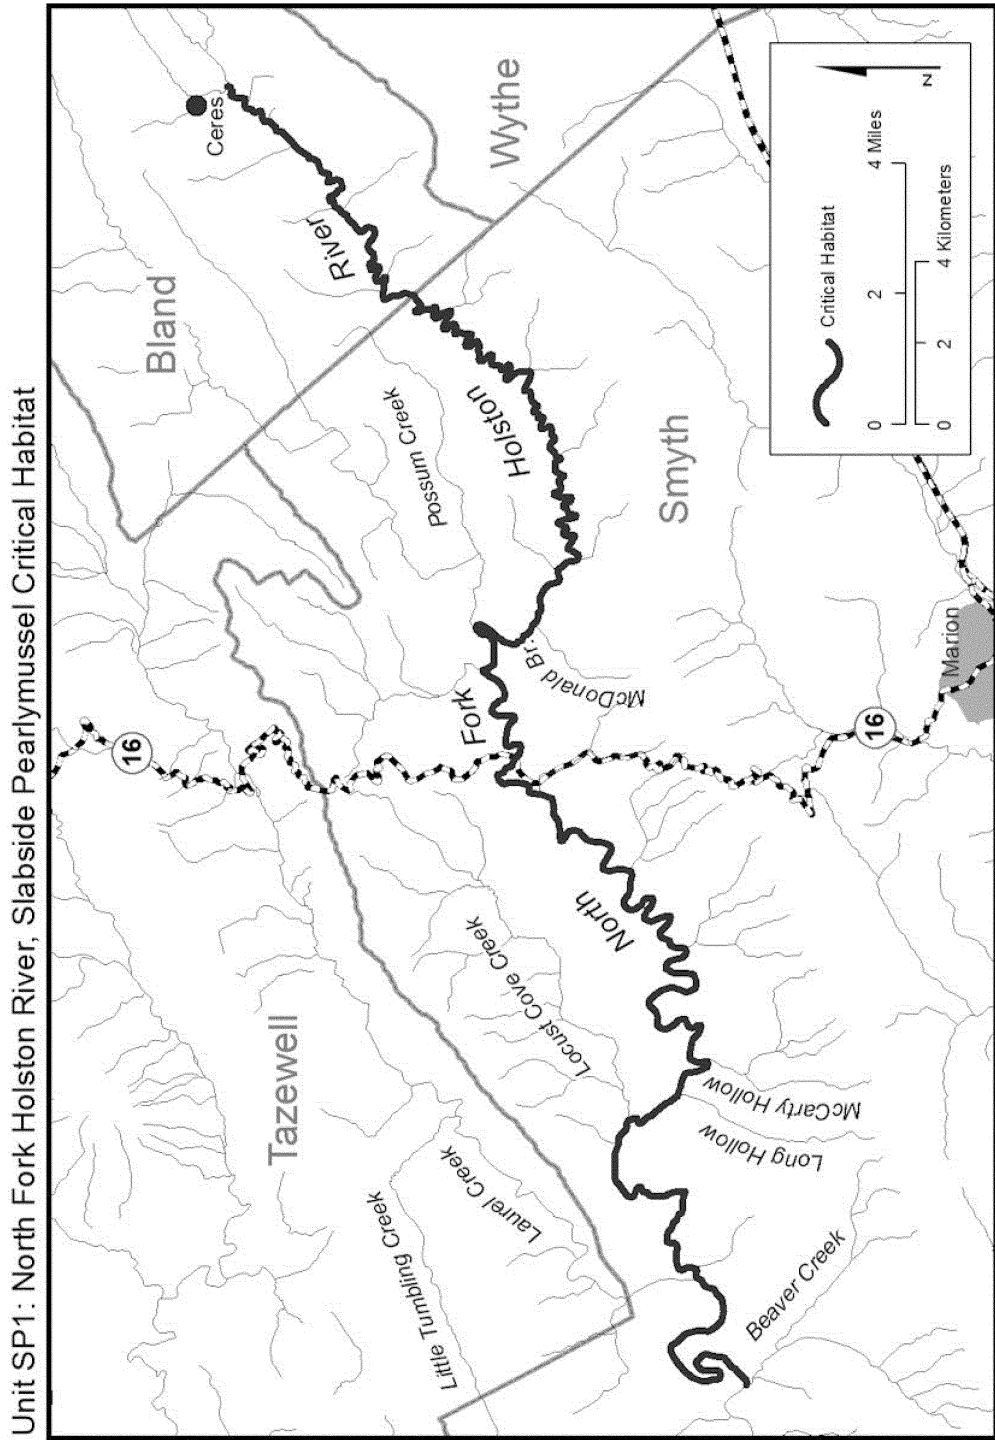 Unit SP1: North Fork Holston River, Slabside Pearlymussel Critical Habitat
Ceres
Bland
Wythe
River
Possum Creek
Holston
Smyth
McDonald Br.
Fork
16
16
Marion
Tazewell
Locust Cove Creek
North
McCarty Hollow
Long Hollow
Laurel Creek
Little Tumbling Creek
Beaver Creek
Critical Habitat
0 2 4 Miles
0 2 4 Kilometers
N